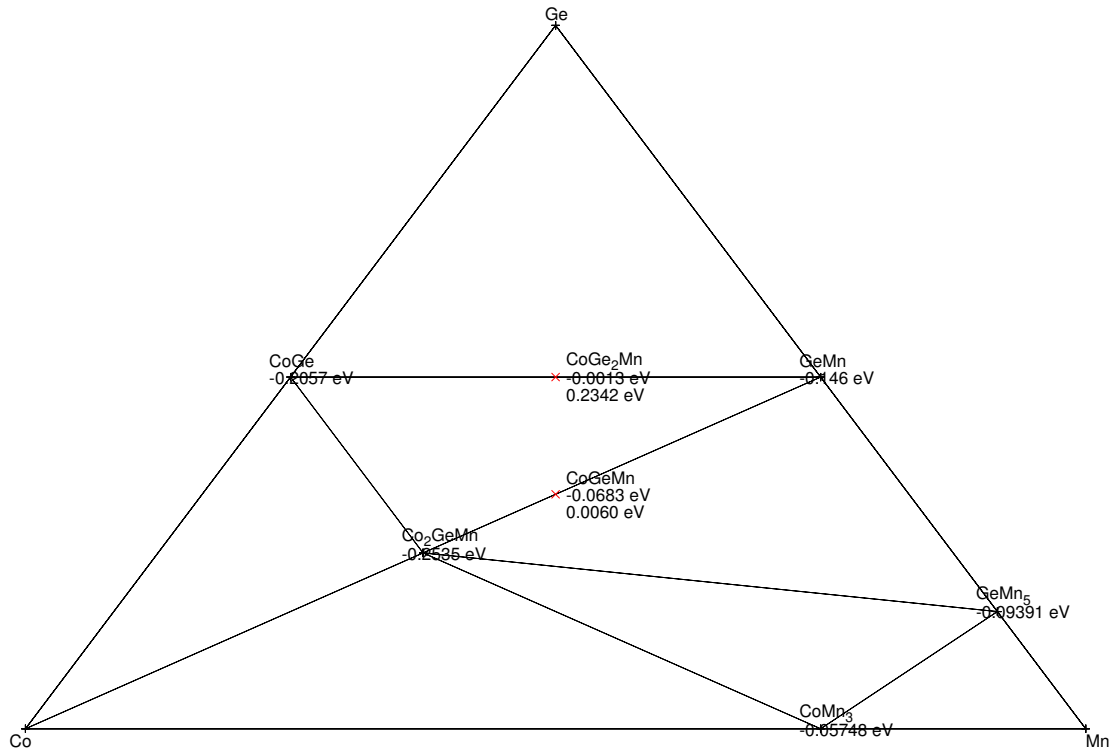 Ge
CoGe
-0.2057 eV
CoGe₂Mn
-0.0013 eV
0.2342 eV
GeMn
-0.146 eV
CoGeMn
-0.0683 eV
0.0060 eV
Co₂GeMn
-0.2535 eV
GeMn₅
-0.09391 eV
CoMn₃
-0.05748 eV
Co
Mn